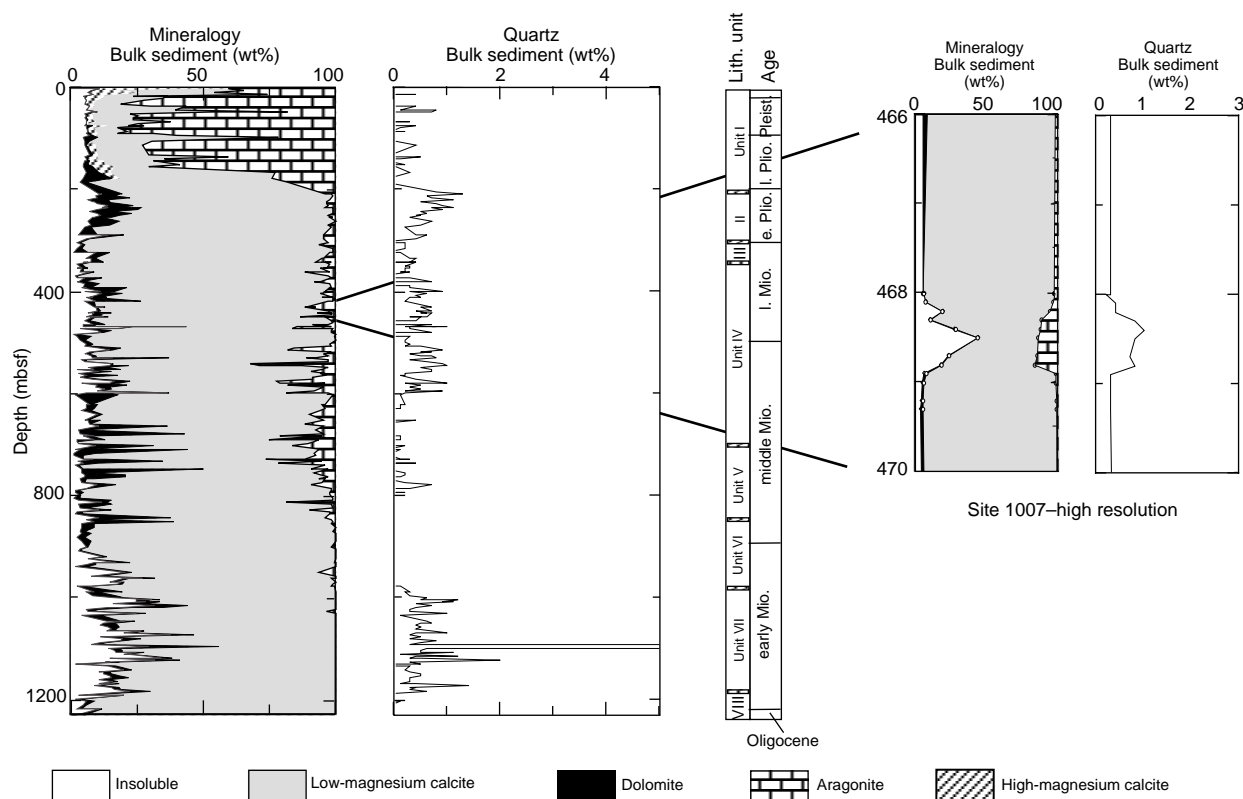 Mineralogy
Bulk sediment (wt%)
0 50 100
Quartz
Bulk sediment (wt%)
0 2 4
Lith. unit
Age
Mineralogy
Bulk sediment
(wt%)
0 50 100
Quartz
Bulk sediment
(wt%)
0 1 2 3
Depth (mbsf)
0
400
800
1200
Unit I
II
III
Unit IV
Unit V
Unit VI
Unit VII
VIII
Pleist.
l. Plio.
e. Plio.
l. Mio.
middle Mio.
early Mio.
Oligocene
466
468
470
Site 1007–high resolution
Insoluble
Low-magnesium calcite
Dolomite
Aragonite
High-magnesium calcite